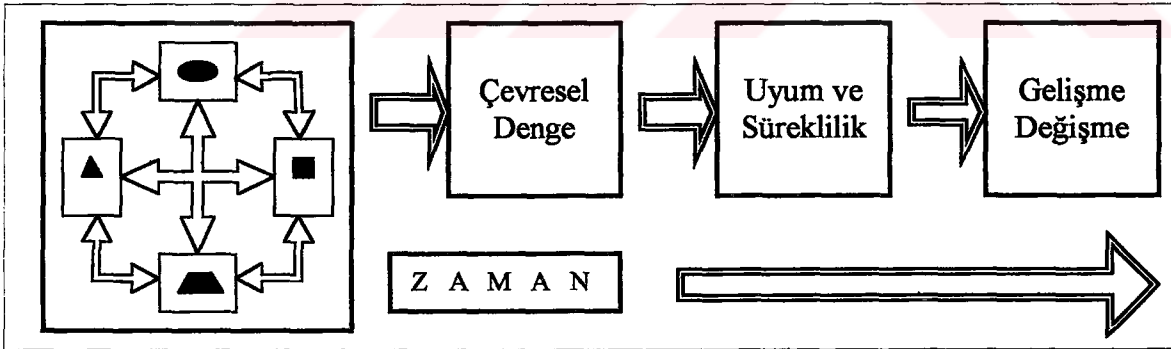 Çevresel
Denge
Uyum ve
Süreklilik
Gelişme
Değişme
Z A M A N